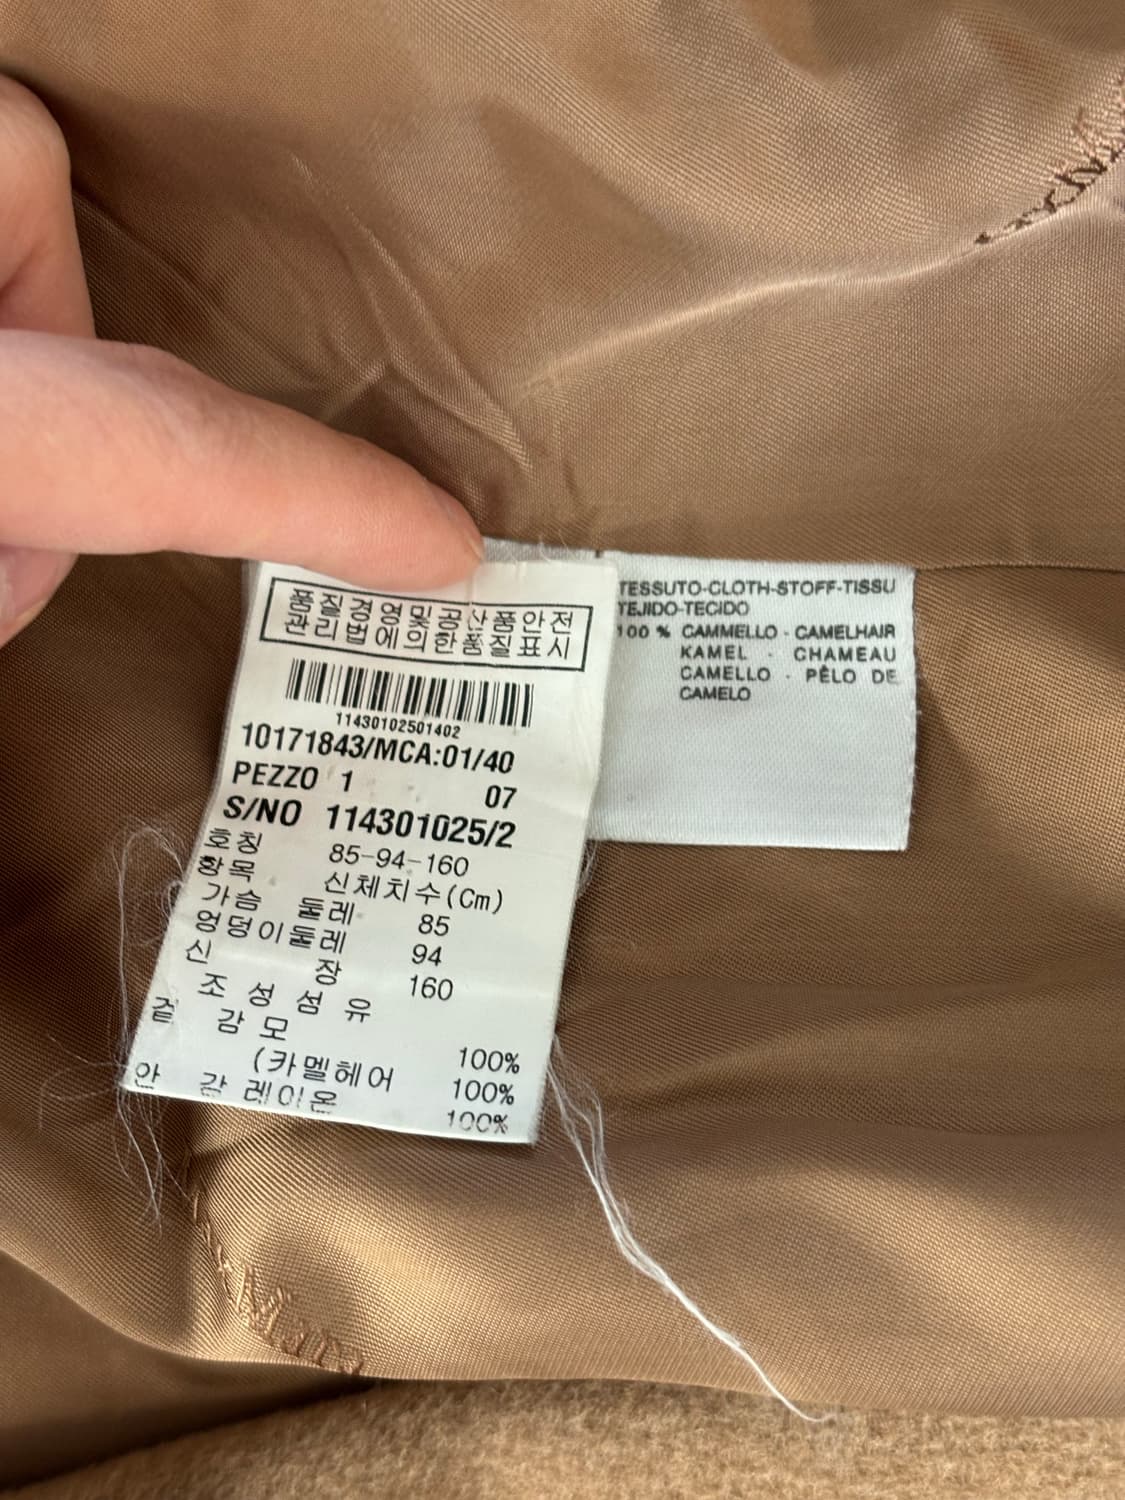 품질경영및공산품안전
관리법에의한품질표시
11430102501402
10171843/MCA:01/40
PEZZO 1 07
S/NO 114301025/2
호칭 85-94-160
항목 신체치수(Cm)
가슴 둘레 85
엉덩이둘레 94
신 장 160
조 성 섬 유
겉 감 모 100%
(카멜헤어 100%
안 감 레이온 100%
TESSUTO-CLOTH-STOFF-TISSU
TEJIDO-TECIDO
100 % CAMMELLO - CAMELHAIR
KAMEL - CHAMEAU
CAMELLO - PÊLO DE
CAMELO
Mara